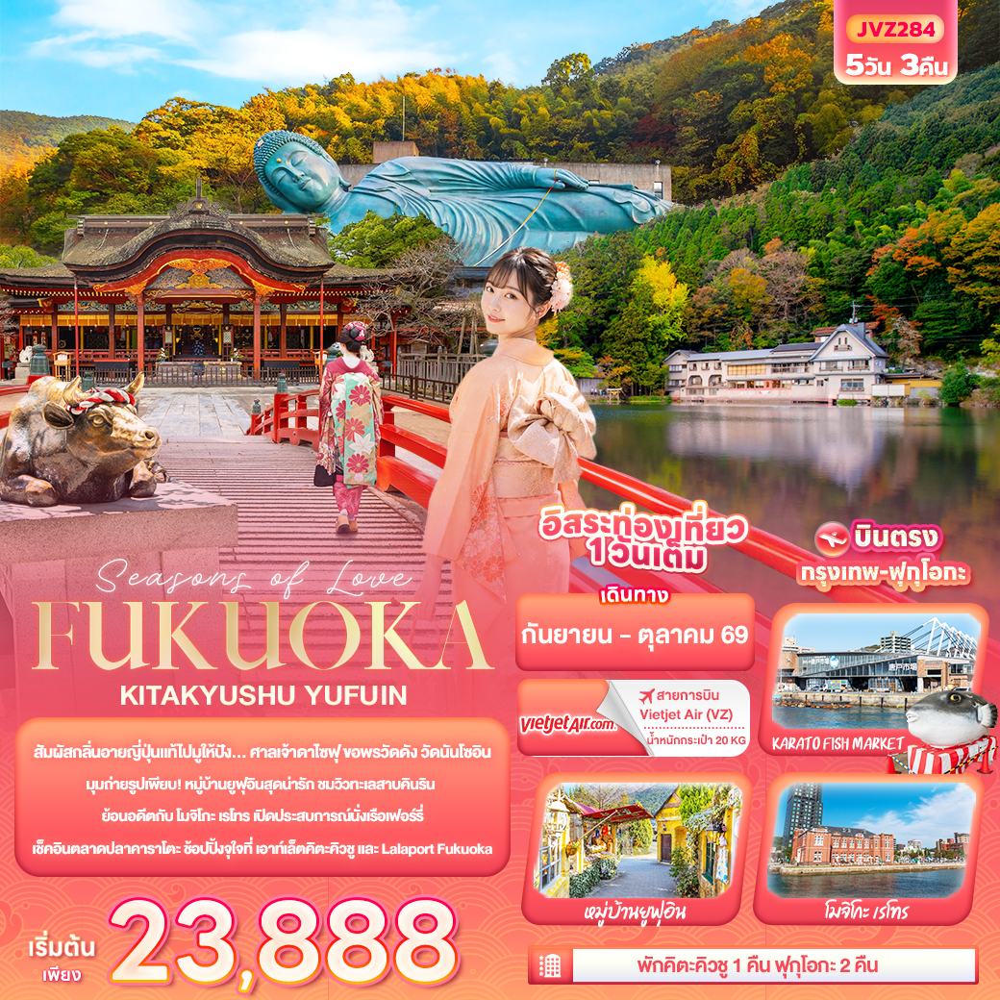 JVZ284
5วัน 3คืน
อิสระท่องเที่ยว
1วันเต็ม
บินตรง
กรุงเทพ-ฟุกุโอกะ
Seasons of Love
FUKUOKA
KITAKYUSHU YUFUIN
เดินทาง
กันยายน - ตุลาคม 69
vietjetAir.com
สายการบิน
Vietjet Air (VZ)
น้ำหนักกระเป๋า 20 KG
KARATO FISH MARKET
สัมผัสกลิ่นอายญี่ปุ่นแท้ไปมูให้ปัง... ศาลเจ้าดาไซฟุ ขอพรวัดดัง วัดนันโซอิน
มุมถ่ายรูปเพียบ! หมู่บ้านยูฟุอินสุดน่ารัก ชมวิวทะเลสาบคินริน
ย้อนอดีตกับ โมจิโกะ เรโทร เปิดประสบการณ์นั่งเรือเฟอร์รี่
เช็คอินตลาดปลาคาราโตะ ช้อปปิ้งจุใจที่ เอาท์เล็ตคิตะคิวชู และ Lalaport Fukuoka
หมู่บ้านยูฟุอิน
โมจิโกะ เรโทร
เริ่มต้น
เพียง
23,888
พักคิตะคิวชู 1 คืน ฟุกุโอกะ 2 คืน